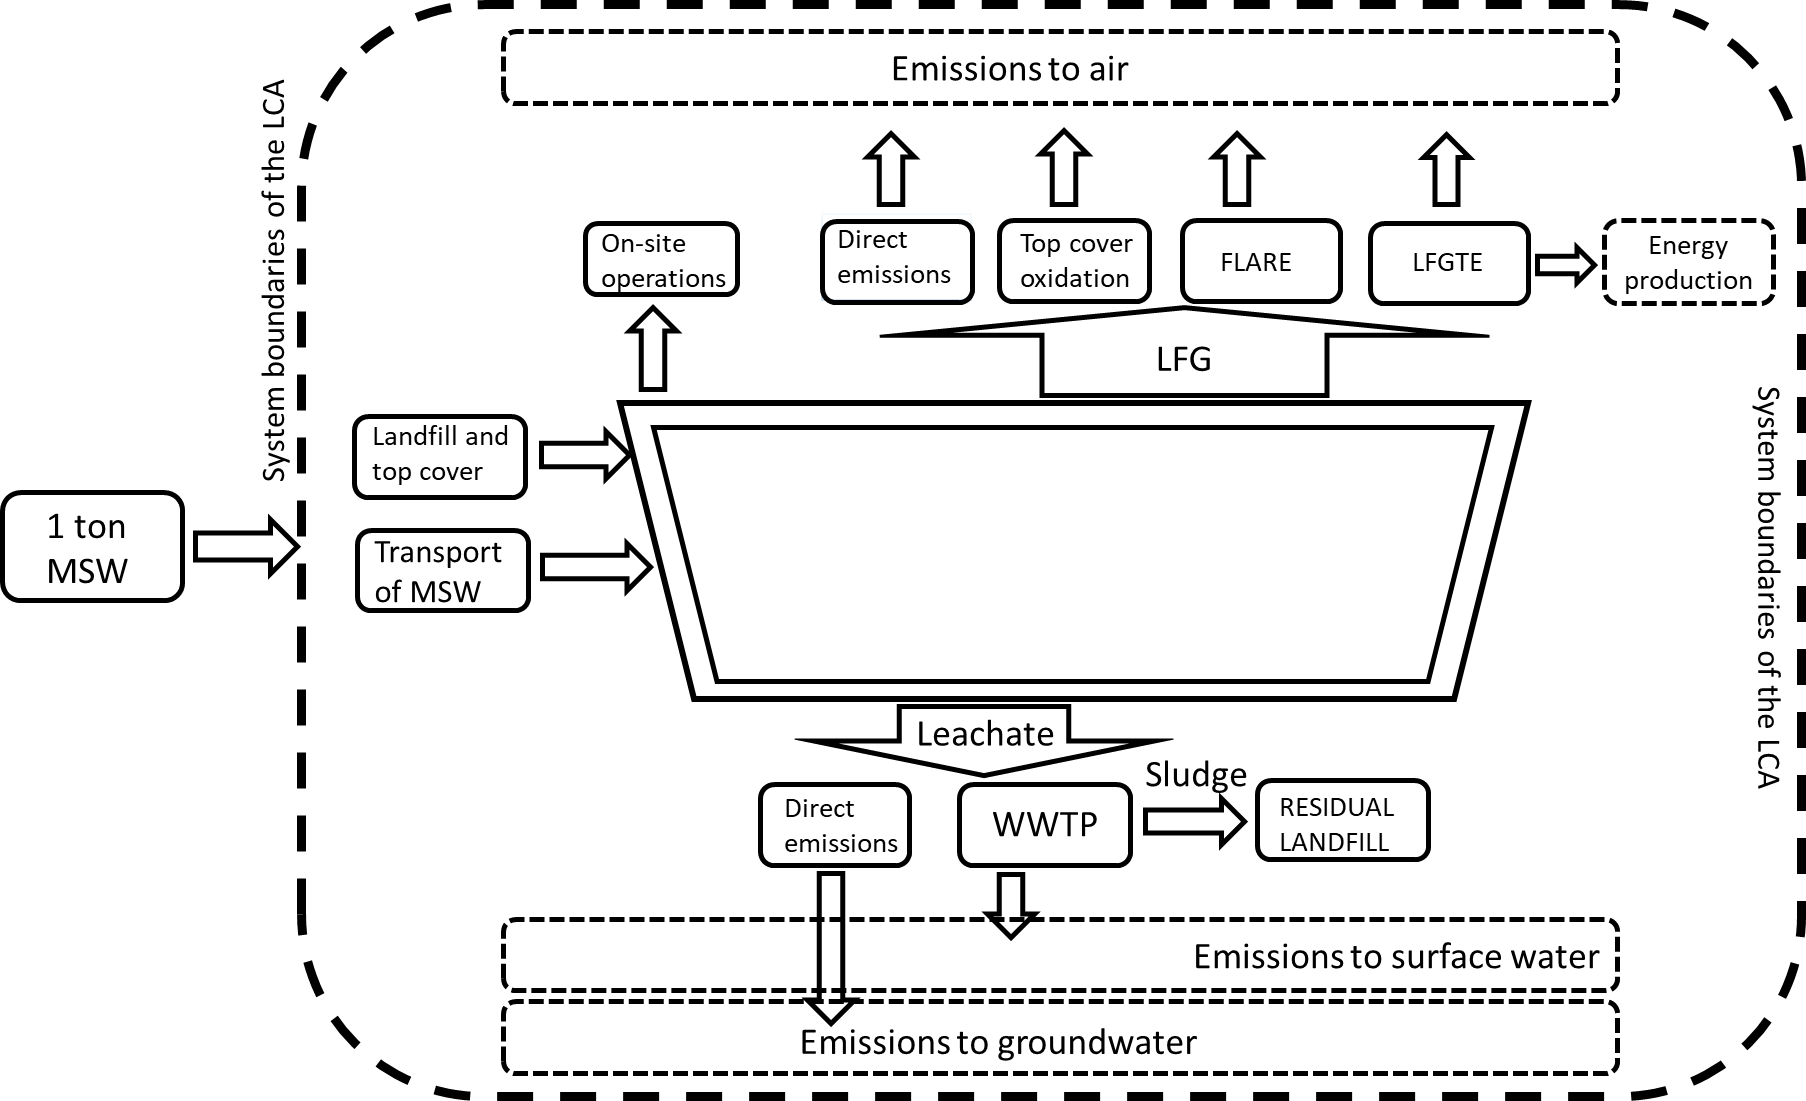 Emissions to air
System boundaries of the LCA
On-site
operations
Direct
emissions
Top cover
oxidation
FLARE
LFGTE
Energy
production
LFG
Landfill and
top cover
1 ton
MSW
Transport
of MSW
System boundaries of the LCA
Leachate
Sludge
Direct
emissions
WWTP
RESIDUAL
LANDFILL
Emissions to surface water
Emissions to groundwater